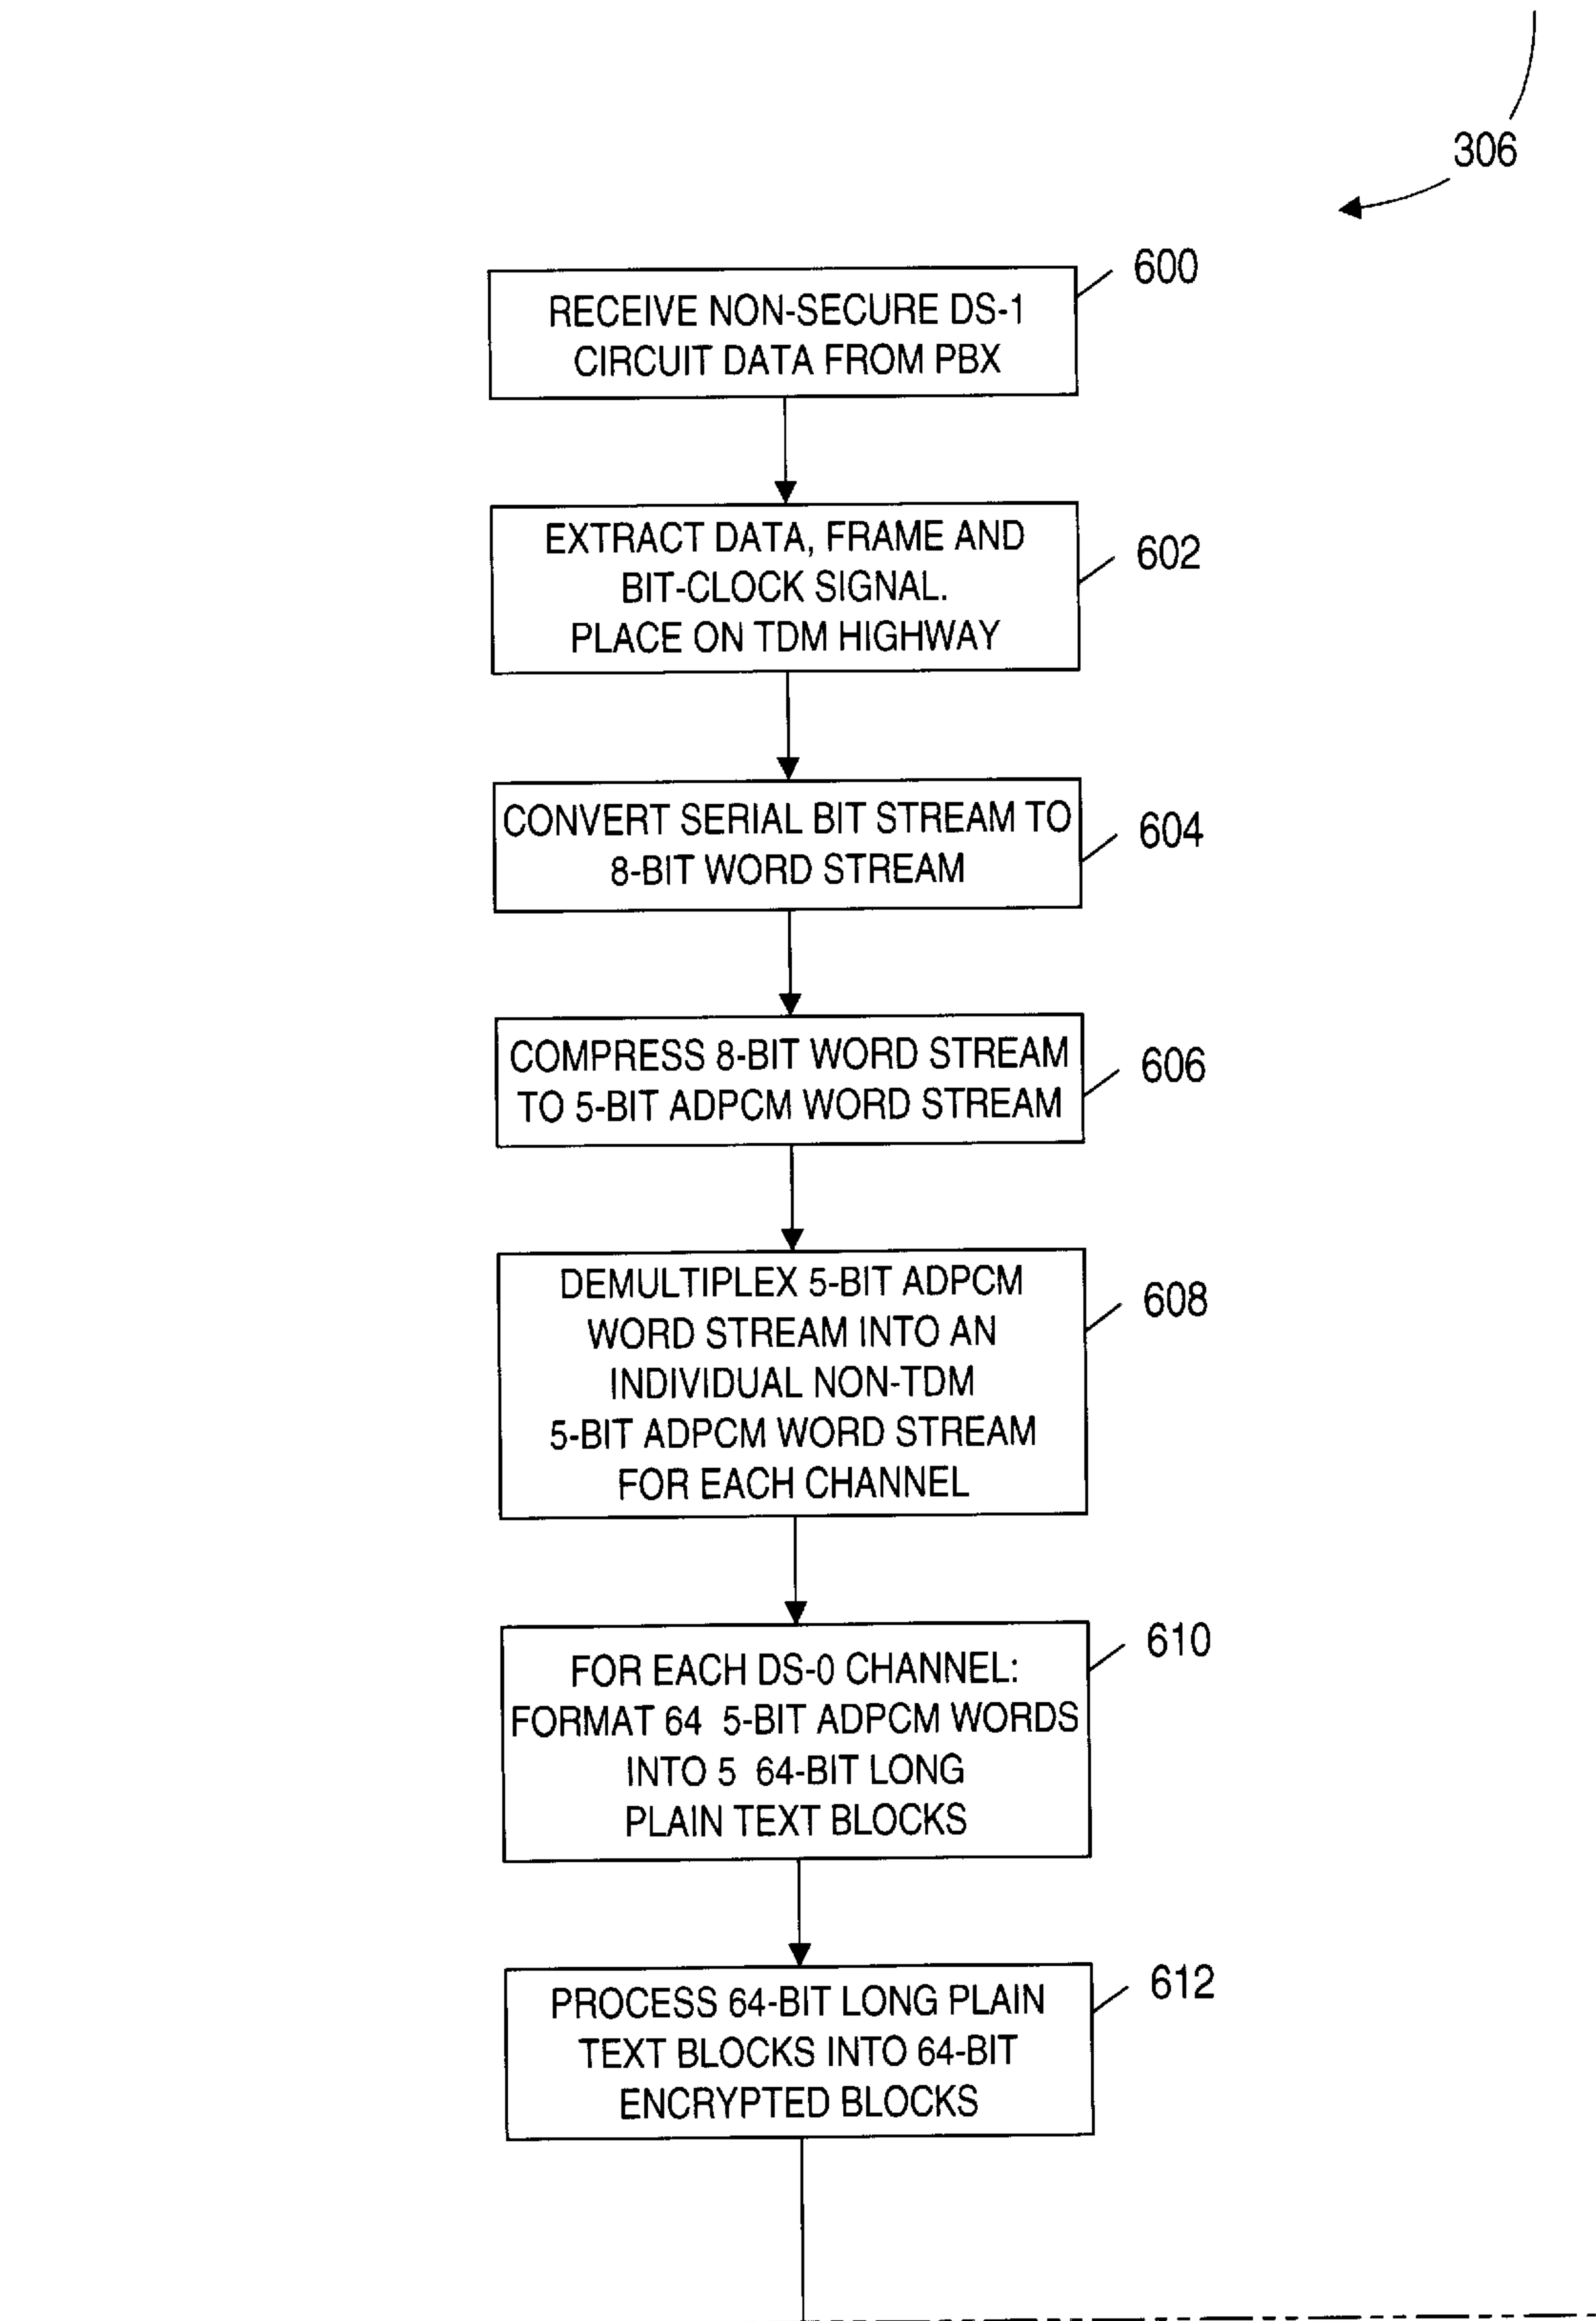 306
600
RECEIVE NON-SECURE DS-1
CIRCUIT DATA FROM PBX
EXTRACT DATA, FRAME AND
BIT-CLOCK SIGNAL.
PLACE ON TDM HIGHWAY
602
CONVERT SERIAL BIT STREAM TO
8-BIT WORD STREAM
604
COMPRESS 8-BIT WORD STREAM
TO 5-BIT ADPCM WORD STREAM
606
DEMULTIPLEX 5-BIT ADPCM
WORD STREAM INTO AN
INDIVIDUAL NON-TDM
5-BIT ADPCM WORD STREAM
FOR EACH CHANNEL
608
FOR EACH DS-0 CHANNEL:
FORMAT 64 5-BIT ADPCM WORDS
INTO 5 64-BIT LONG
PLAIN TEXT BLOCKS
610
PROCESS 64-BIT LONG PLAIN
TEXT BLOCKS INTO 64-BIT
ENCRYPTED BLOCKS
612